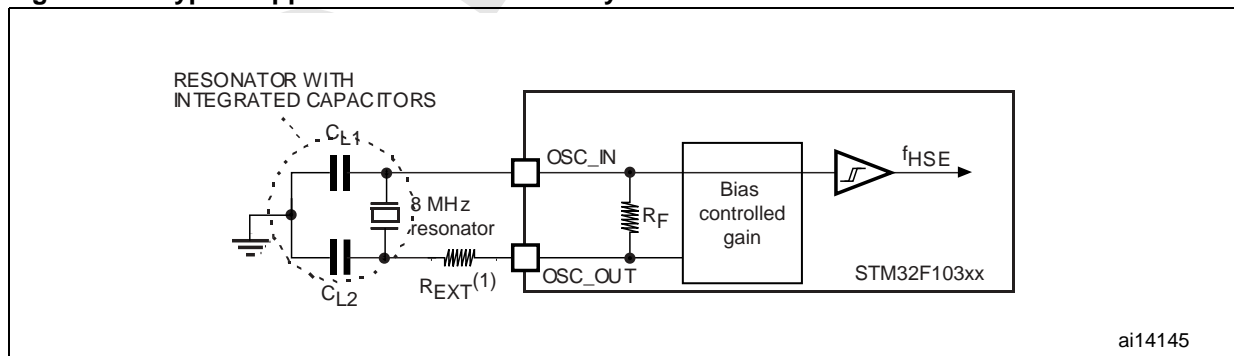 RESONATOR WITH
INTEGRATED CAPACITORS
CL1
OSC_IN
fHSE
8 MHz
resonator
RF
Bias
controlled
gain
REXT(1)
OSC_OUT
STM32F103xx
CL2
ai14145